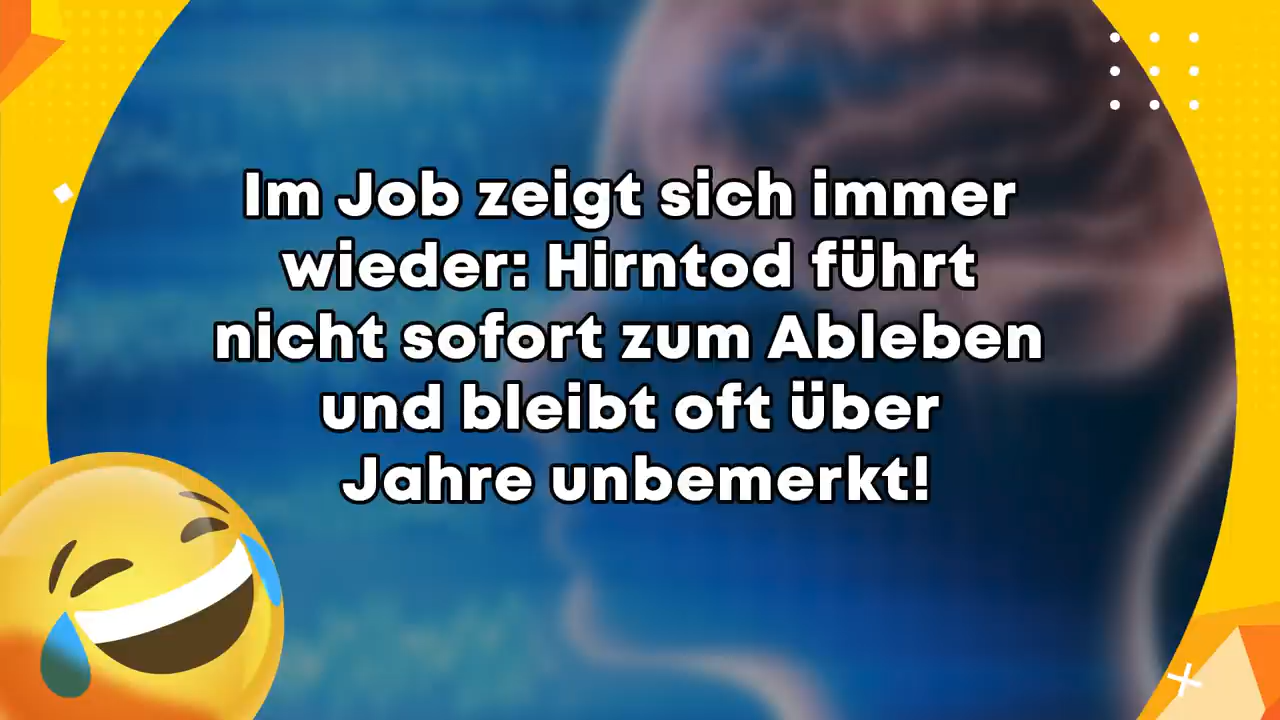 Im Job zeigt sich immer
wieder: Hirntod führt
nicht sofort zum Ableben
und bleibt oft über
Jahre unbemerkt!